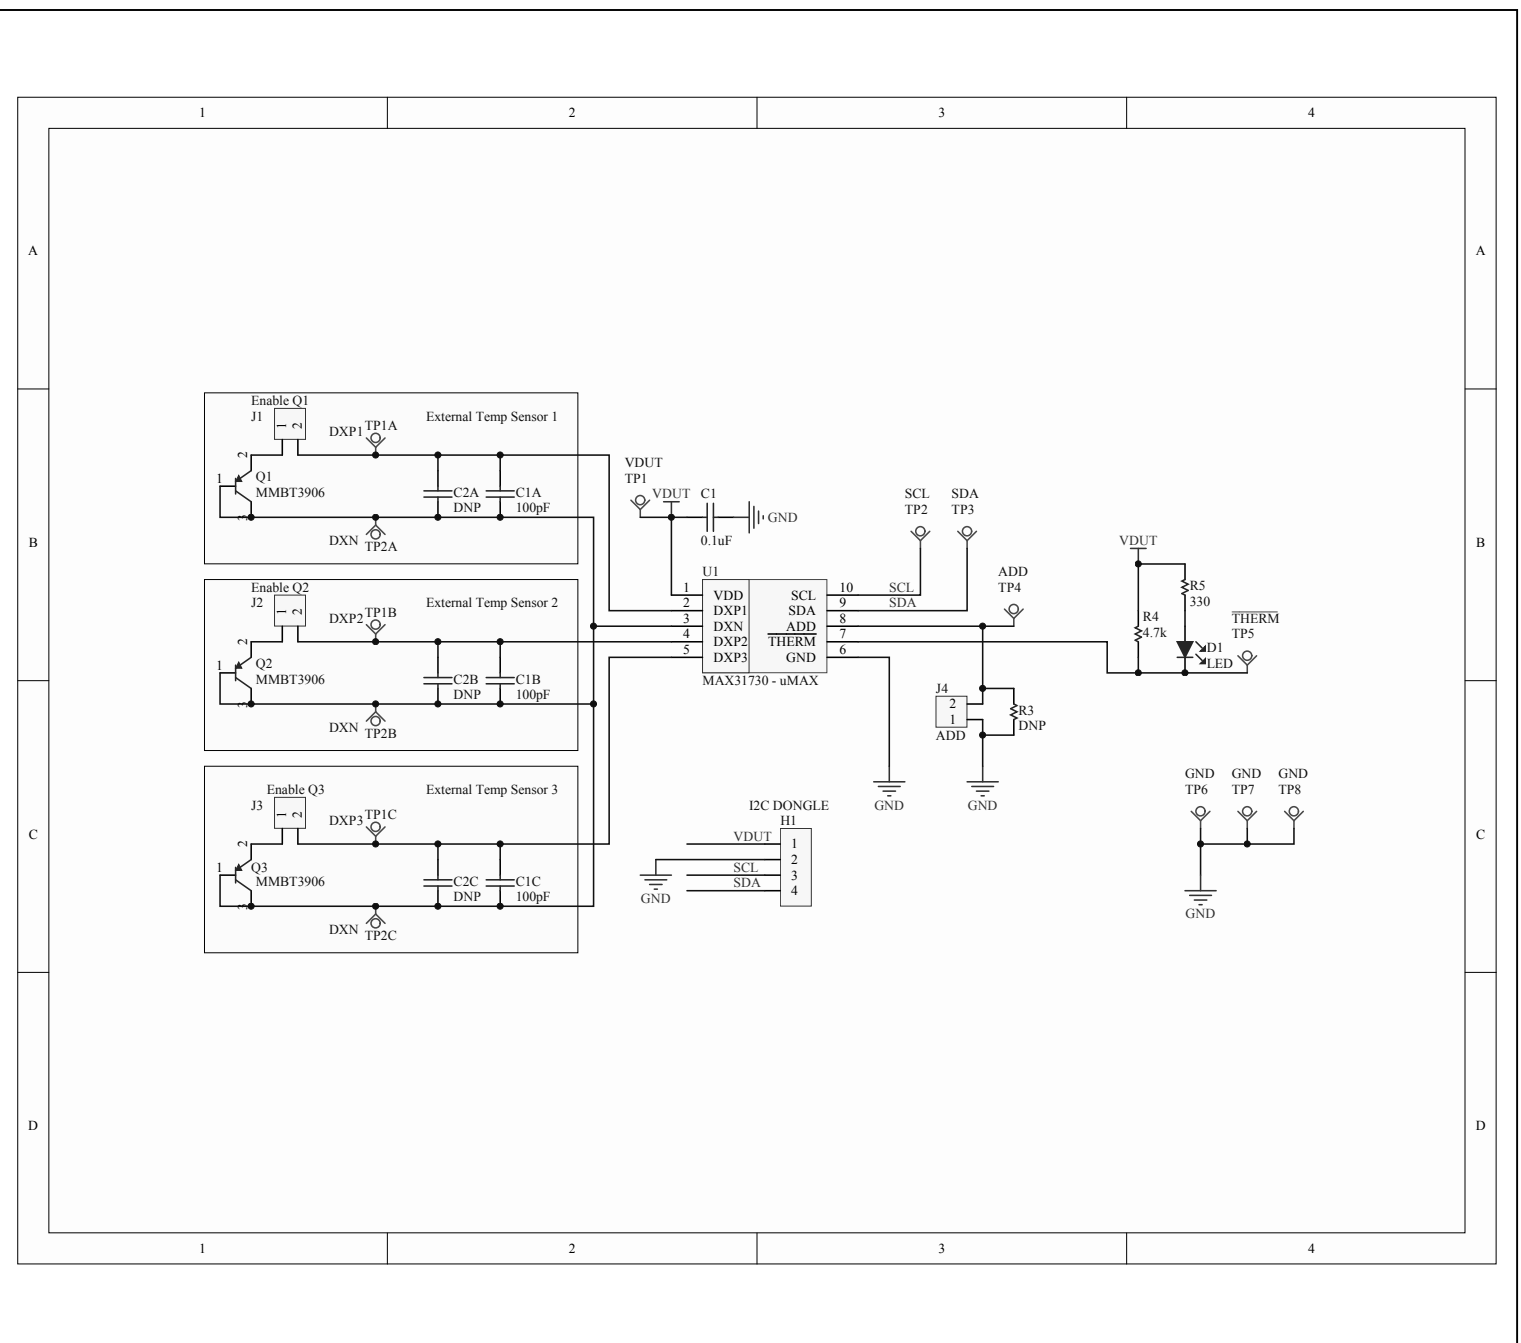 1 2 3 4
A A
Enable Q1
J1
1 2
DXP1 TP1A
External Temp Sensor 1
2
1
Q1
MMBT3906
3
C2A
DNP
C1A
100pF
DXN TP2A
VDUT
TP1
VDUT
C1
GND
0.1uF
SCL
TP2
SDA
TP3
B B
Enable Q2
J2
1 2
DXP2 TP1B
External Temp Sensor 2
2
1
Q2
MMBT3906
3
C2B
DNP
C1B
100pF
DXN TP2B
U1
1 VDD SCL 10 SCL
2 DXP1 SDA 9 SDA
3 DXN ADD 8
4 DXP2 THERM 7
5 DXP3 GND 6
MAX31730 - uMAX
ADD
TP4
VDUT
R5
330
R4
4.7k
D1
LED
THERM
TP5
J4
2
1
ADD
R3
DNP
GND
GND
Enable Q3
J3
1 2
DXP3 TP1C
External Temp Sensor 3
2
1
Q3
MMBT3906
3
C2C
DNP
C1C
100pF
DXN TP2C
I2C DONGLE
H1
VDUT 1
2
SCL 3
SDA 4
GND
GND
TP6
GND
TP7
GND
TP8
GND
C C
D D
1 2 3 4